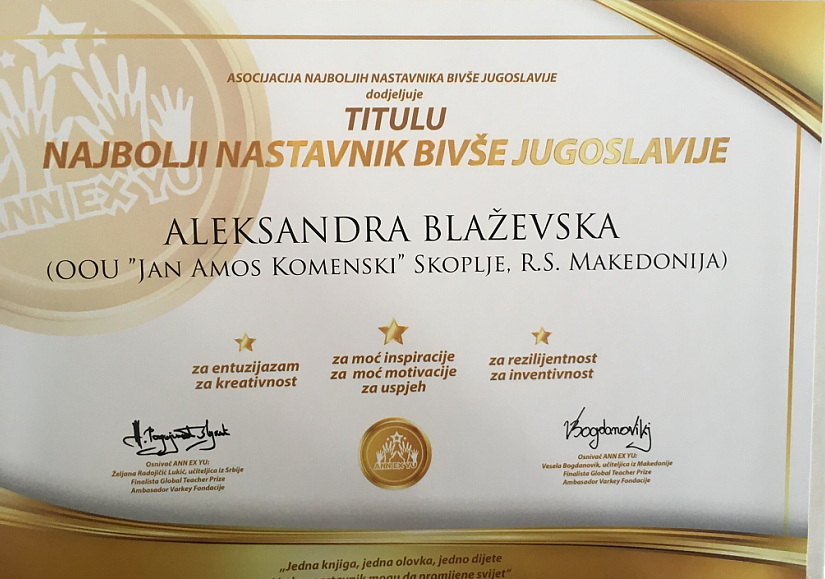 ASOCIJACIJA NAJBOLJIH NASTAVNIKA BIVŠE JUGOSLAVIJE
dodjeljuje
TITULU
NAJBOLJI NASTAVNIK BIVŠE JUGOSLAVIJE
ANN EX YU
ALEKSANDRA BLAŽEVSKA
(OOU "JAN AMOS KOMENSKI" SKOPLJE, R.S. MAKEDONIJA)
za entuzijazam
za kreativnost
za moć inspiracije
za moć motivacije
za uspjeh
za rezilijentnost
za inventivnost
Osnivač ANN EX YU:
Željana Radojičić Lukić, učiteljica iz Srbije
Finalista Global Teacher Prize
Ambasador Varkey Fondacije
ANN EX YU
VBogdanovikj
Osnivač ANN EX YU:
Vesela Bogdanovik, učiteljica iz Makedonije
Finalista Global Teacher Prize
Ambasador Varkey Fondacije
„Jedna knjiga, jedna olovka, jedno dijete
nastavnik mogu da promijene svijet“